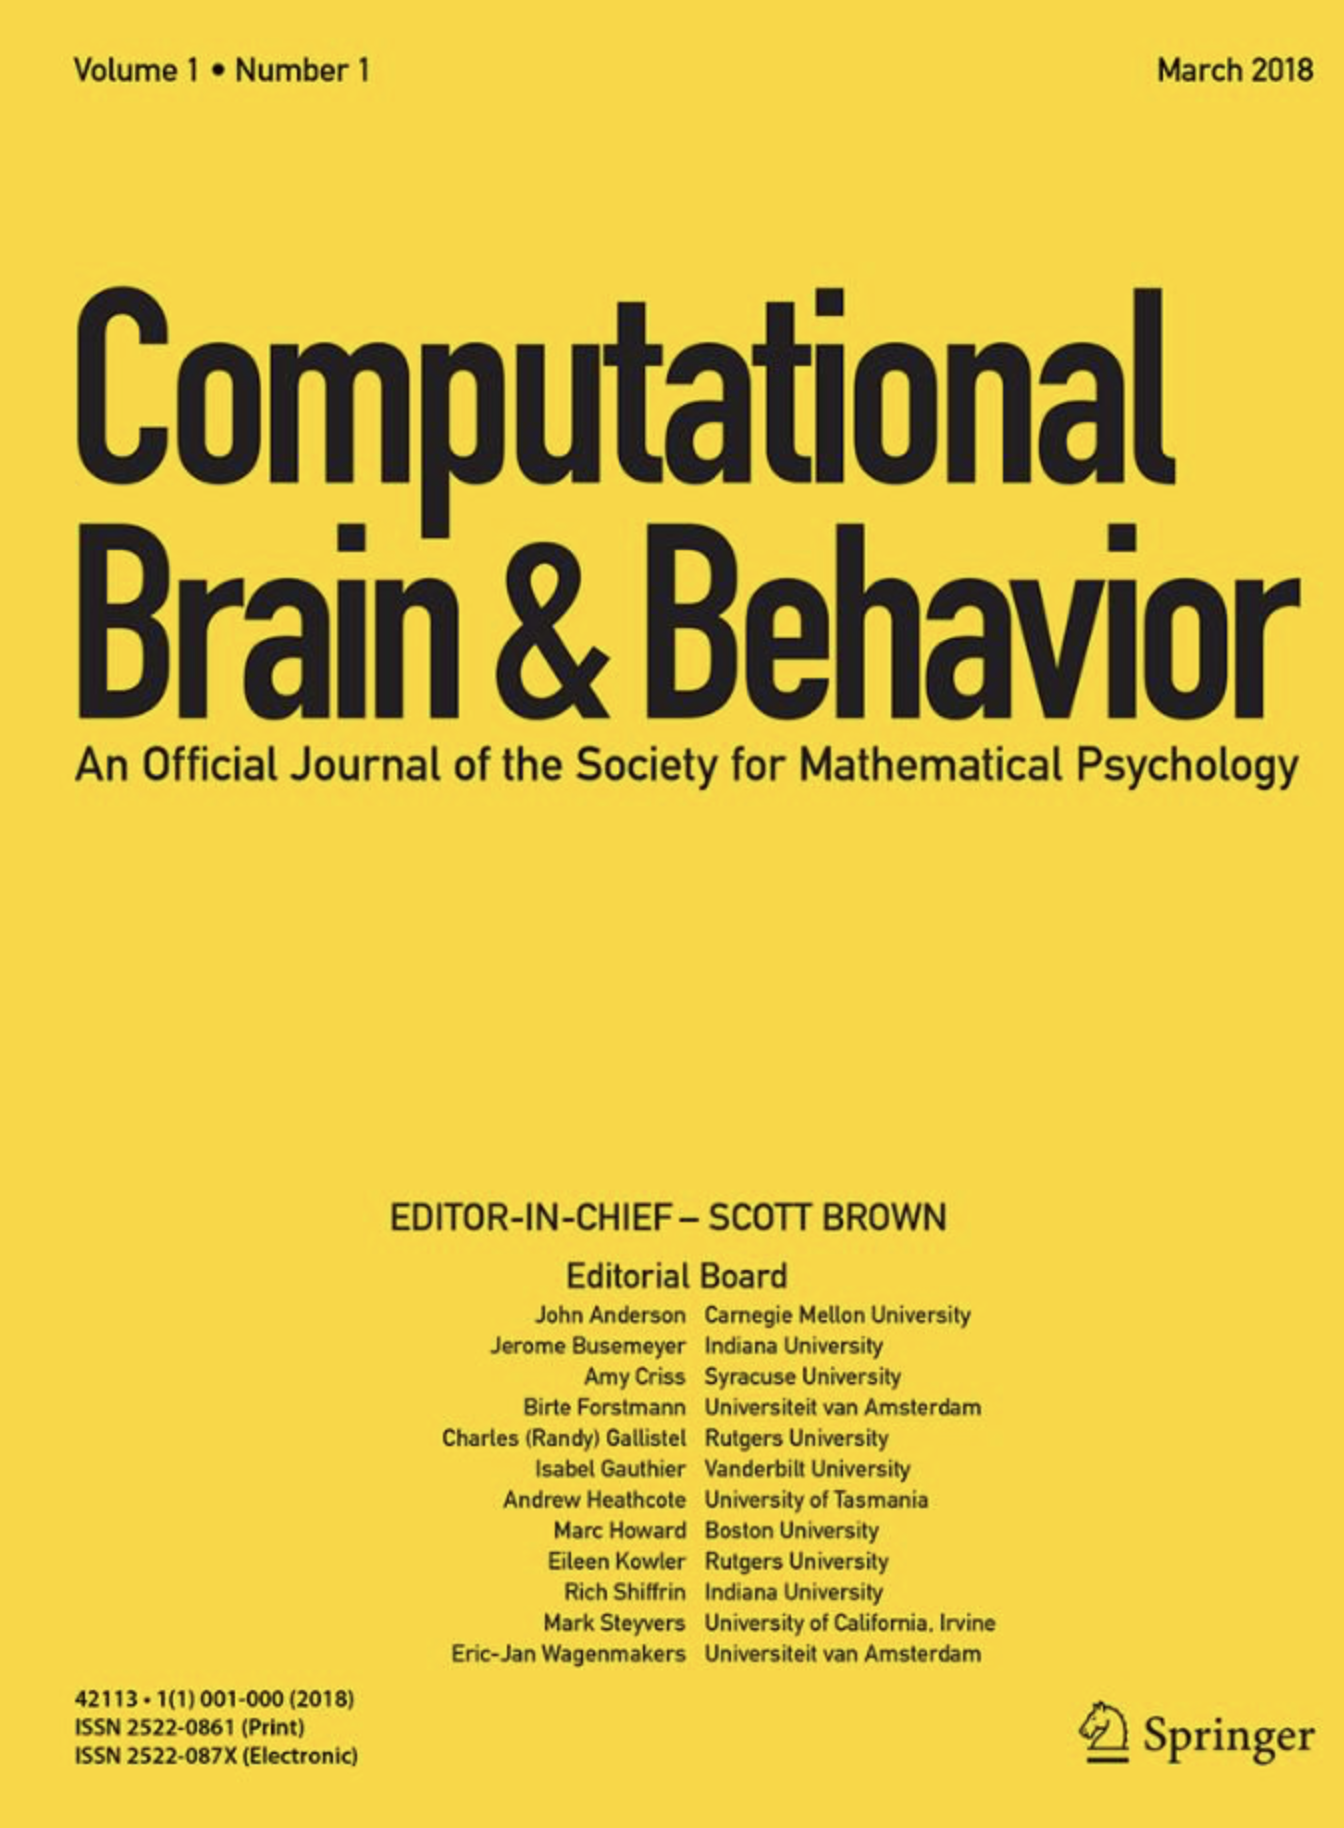 Volume 1 • Number 1 March 2018
Computational
Brain & Behavior
An Official Journal of the Society for Mathematical Psychology
EDITOR-IN-CHIEF – SCOTT BROWN
Editorial Board
John Anderson Carnegie Mellon University
Jerome Busemeyer Indiana University
Amy Criss Syracuse University
Birte Forstmann Universiteit van Amsterdam
Charles (Randy) Gallistel Rutgers University
Isabel Gauthier Vanderbilt University
Andrew Heathcote University of Tasmania
Marc Howard Boston University
Eileen Kowler Rutgers University
Rich Shiffrin Indiana University
Mark Steyvers University of California, Irvine
Eric-Jan Wagenmakers Universiteit van Amsterdam
42113 • 1(1) 001-000 (2018)
ISSN 2522-0861 (Print)
ISSN 2522-087X (Electronic)
Springer